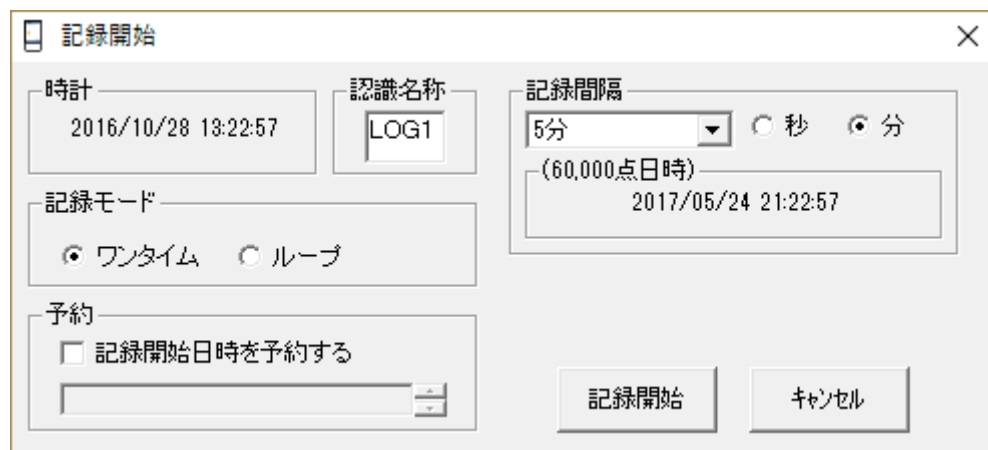 記録開始
時計
2016/10/28 13:22:57
認識名称
LOG1
記録間隔
5分
秒
分
(60,000点日時)
2017/05/24 21:22:57
記録モード
ワンタイム
ループ
予約
記録開始日時を予約する
記録開始
キャンセル